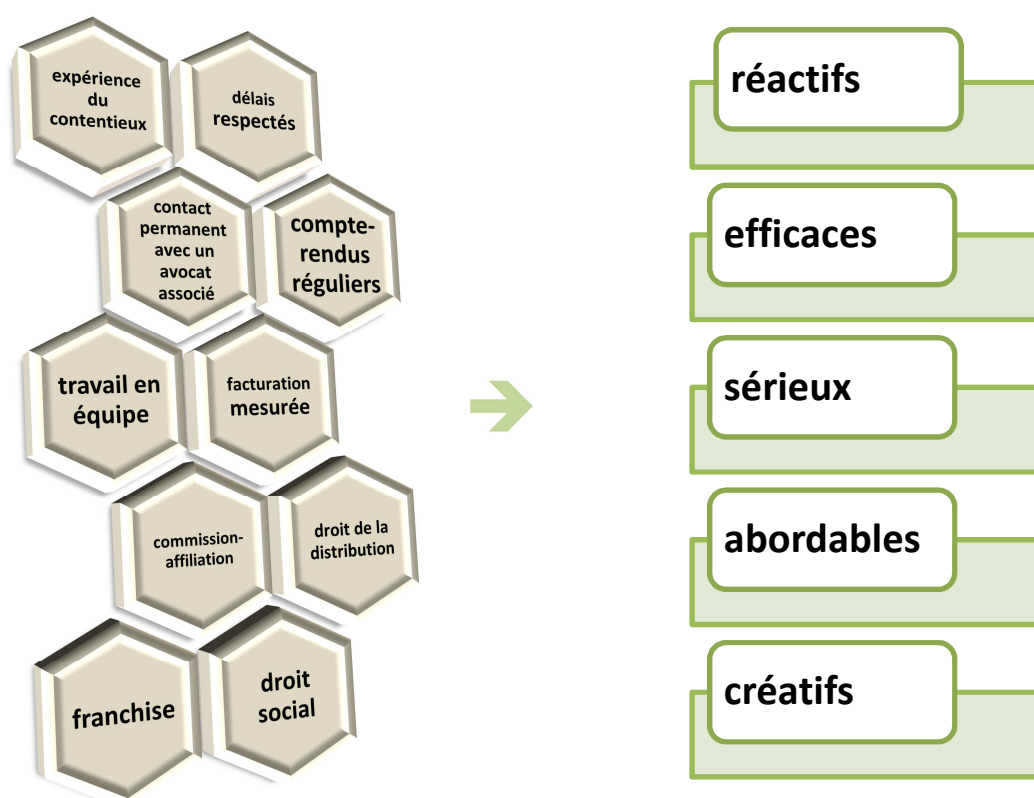 expérience
du
contentieux
délais
respectés
contact
permanent
avec un
avocat
associé
compte-
rendus
réguliers
travail en
équipe
facturation
mesurée
commission-
affiliation
droit de la
distribution
franchise
droit
social
réactifs
efficaces
sérieux
abordables
créatifs